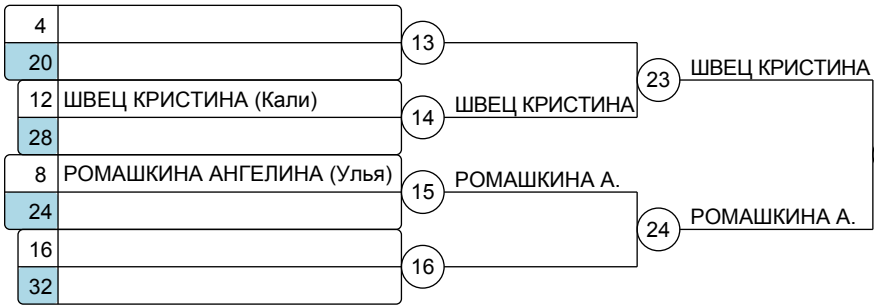 4
13
20
23 ШВЕЦ КРИСТИНА
12 ШВЕЦ КРИСТИНА (Кали)
14 ШВЕЦ КРИСТИНА
28
8 РОМАШКИНА АНГЕЛИНА (Улья)
15 РОМАШКИНА А.
24
24 РОМАШКИНА А.
16
16
32